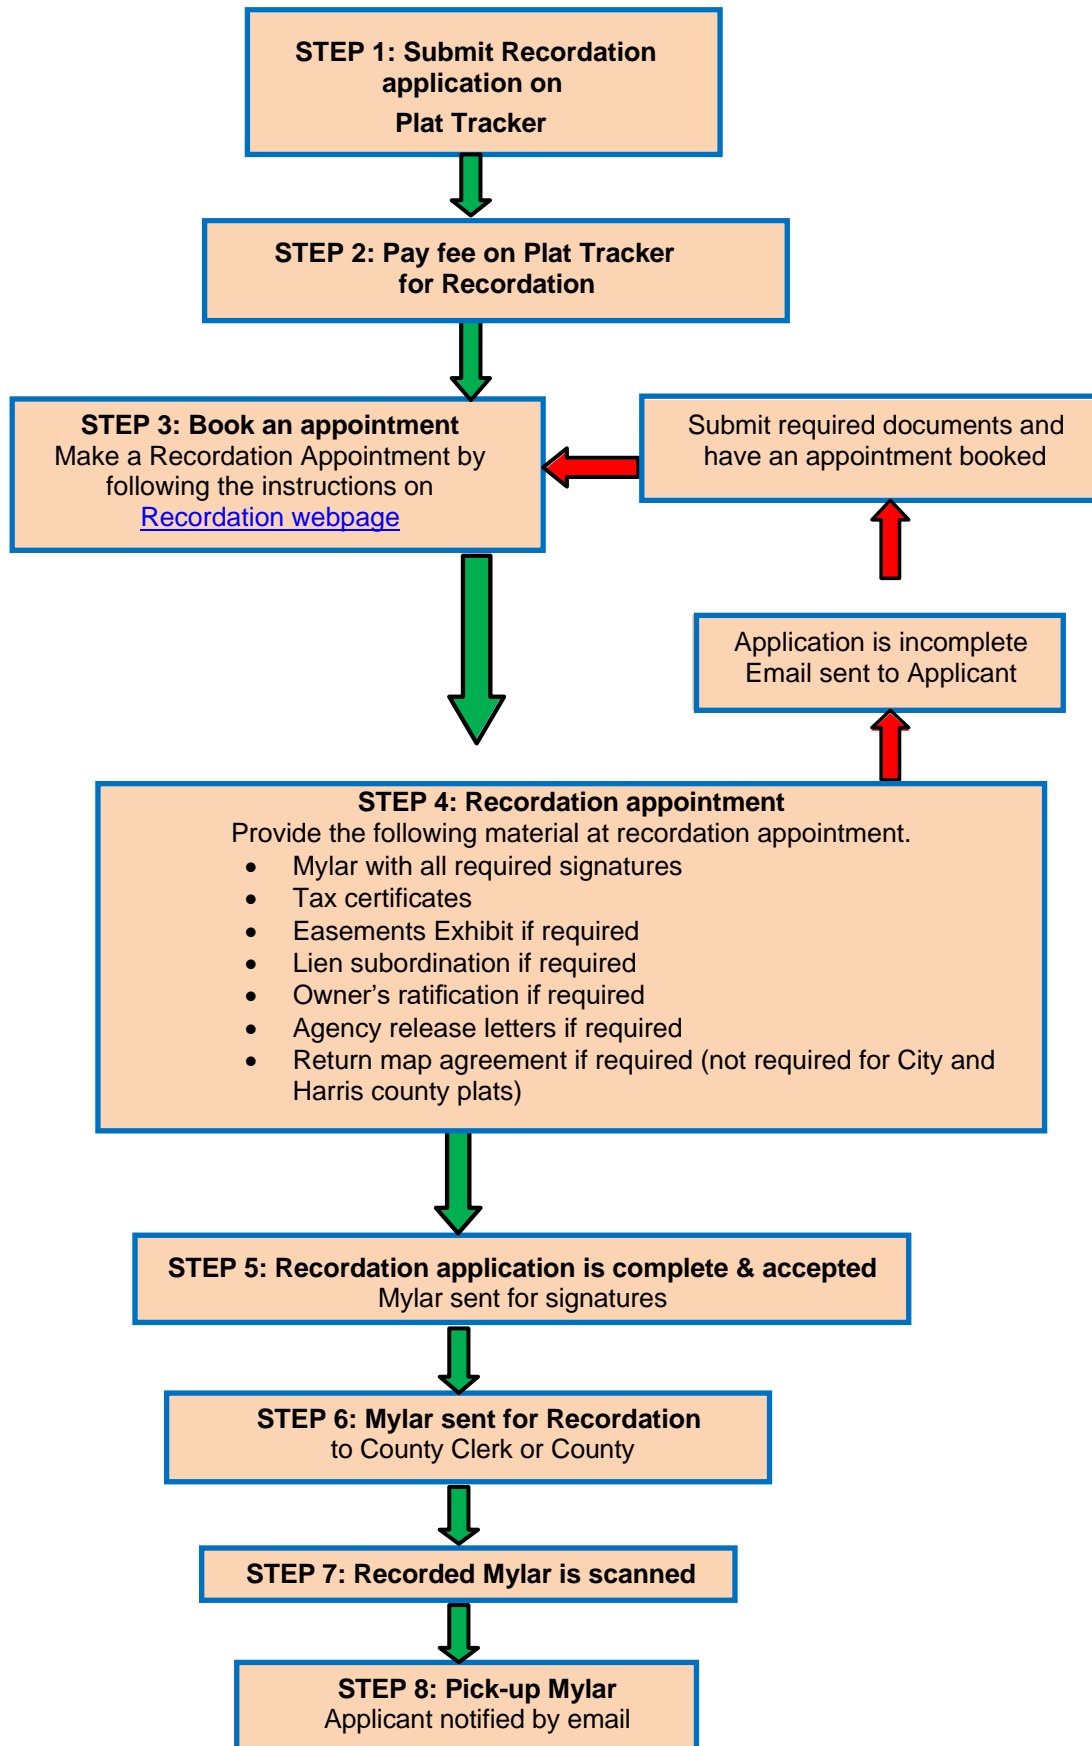 STEP 1: Submit Recordation
application on
Plat Tracker
STEP 2: Pay fee on Plat Tracker
for Recordation
STEP 3: Book an appointment
Make a Recordation Appointment by
following the instructions on
Recordation webpage
Submit required documents and
have an appointment booked
Application is incomplete
Email sent to Applicant
STEP 4: Recordation appointment
Provide the following material at recordation appointment.
• Mylar with all required signatures
• Tax certificates
• Easements Exhibit if required
• Lien subordination if required
• Owner’s ratification if required
• Agency release letters if required
• Return map agreement if required (not required for City and
Harris county plats)
STEP 5: Recordation application is complete & accepted
Mylar sent for signatures
STEP 6: Mylar sent for Recordation
to County Clerk or County
STEP 7: Recorded Mylar is scanned
STEP 8: Pick-up Mylar
Applicant notified by email